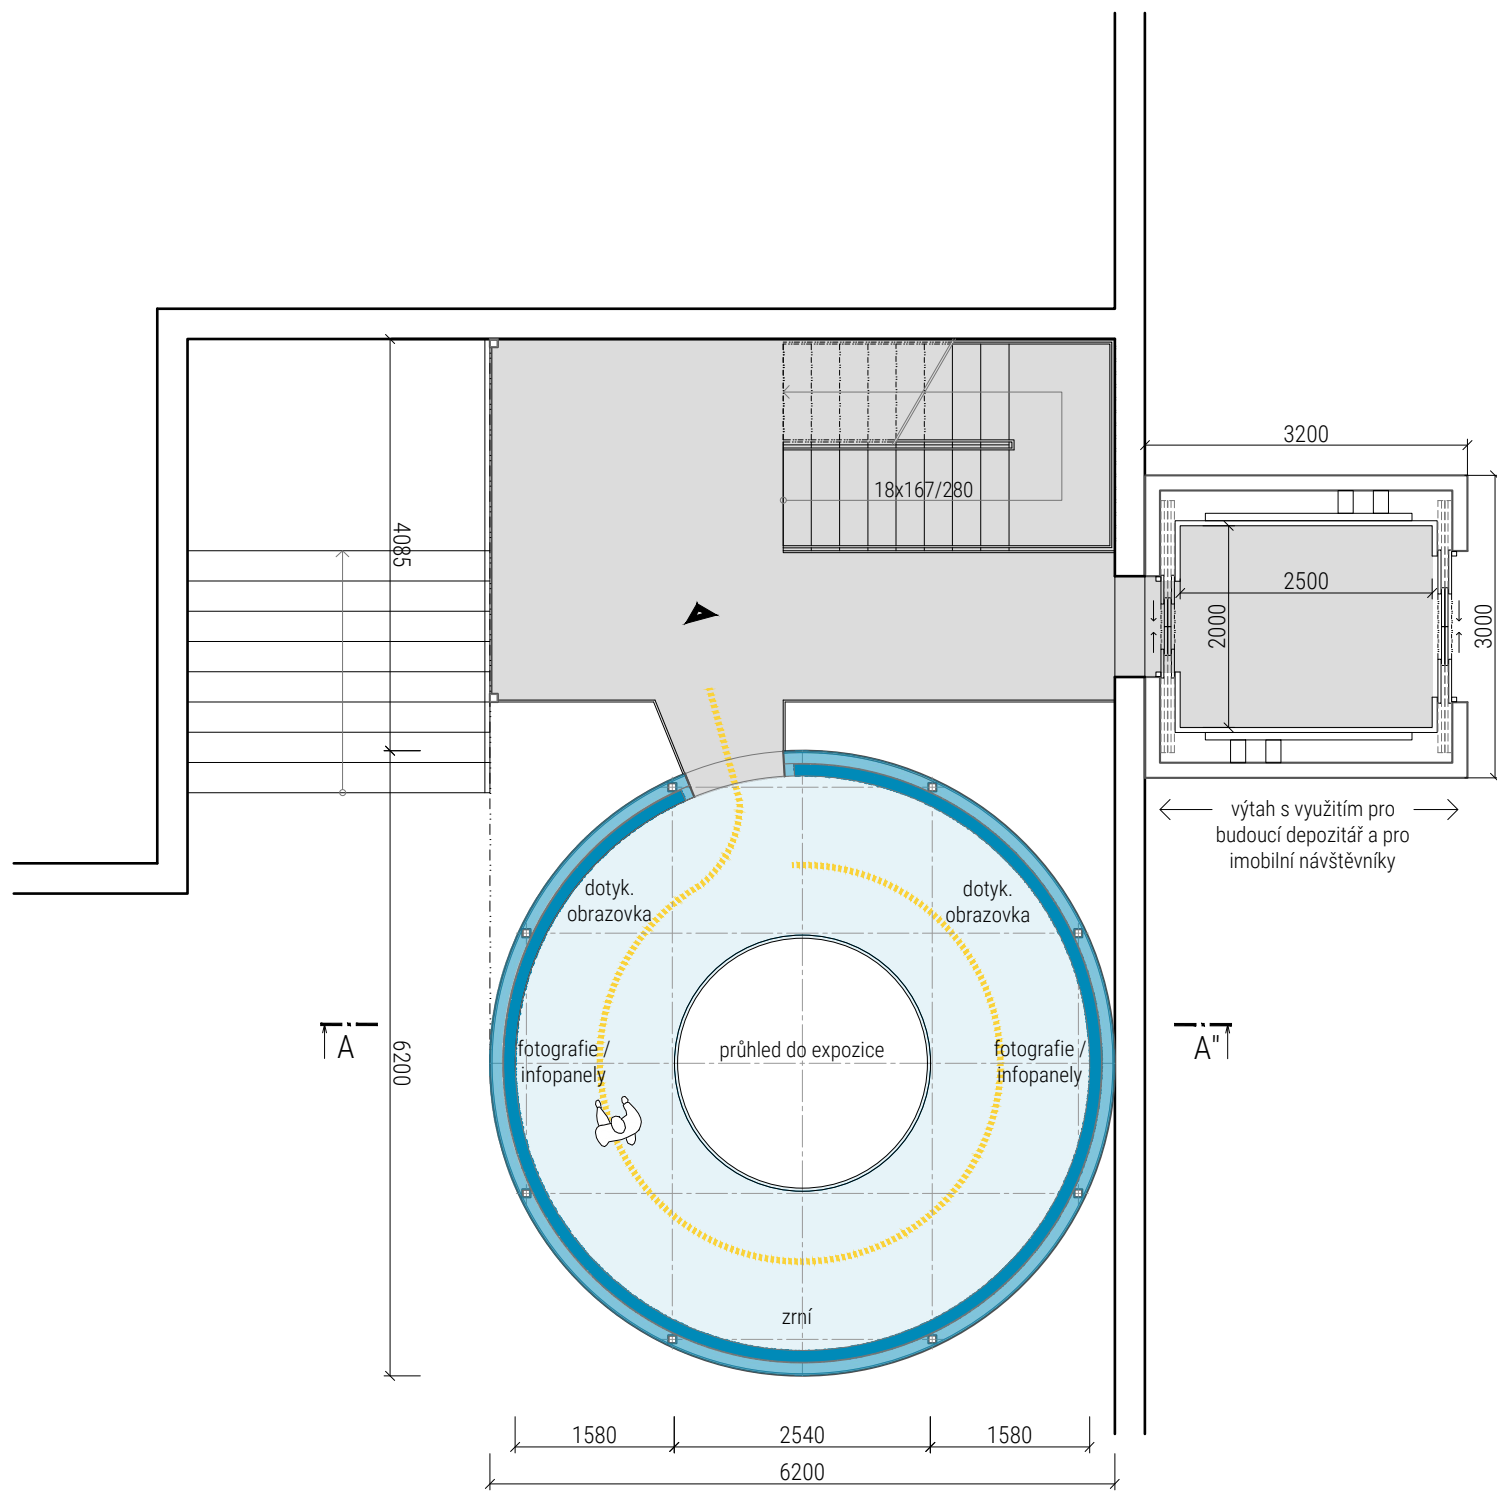 3200
18x167/280
4085
2500
2000
3000
výtah s využitím pro
budoucí depozitář a pro
imobilní návštěvníky
dotyk.
obrazovka
dotyk.
obrazovka
A
6200
fotografie /
infopanely
průhled do expozice
fotografie /
infopanely
A"
zrní
1580
2540
1580
6200